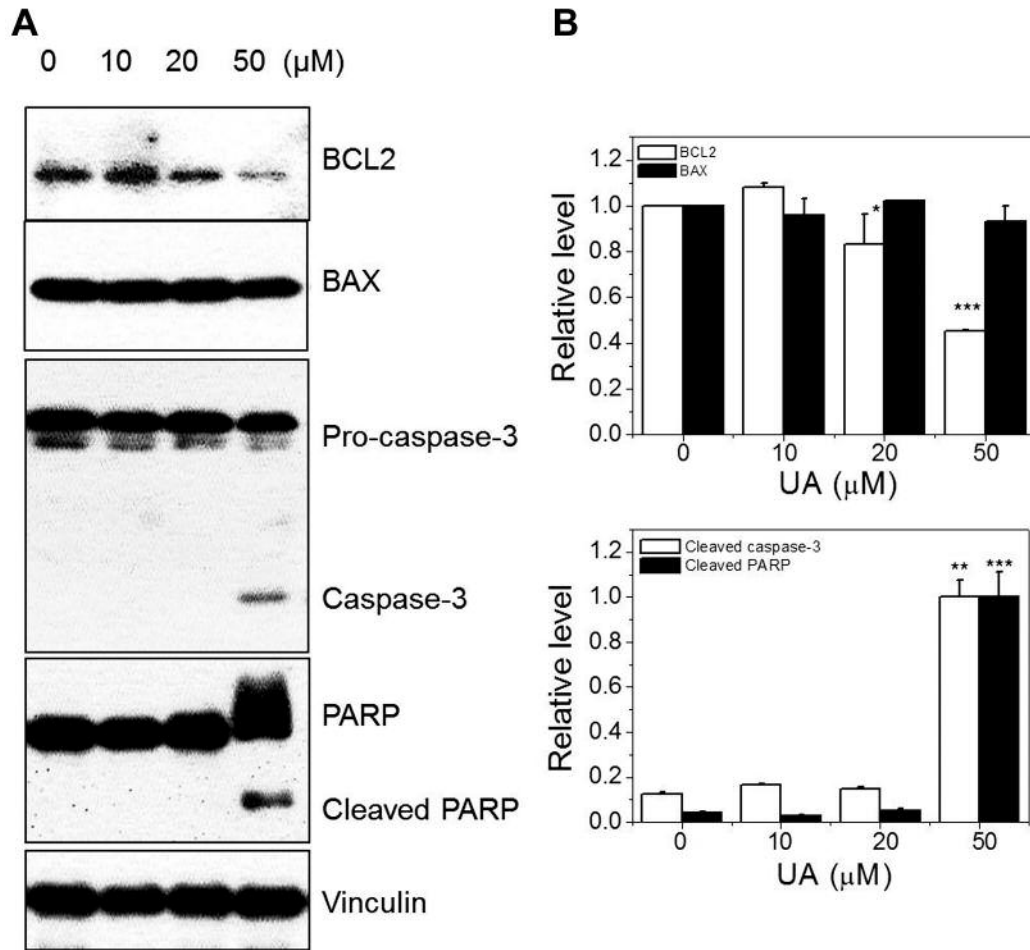 A
0 10 20 50 (µM)
BCL2
BAX
Pro-caspase-3
Caspase-3
PARP
Cleaved PARP
Vinculin
B
BCL2
BAX
1.2
1.0
0.8
0.6
0.4
0.2
0.0
Relative level
*
***
0 10 20 50
UA (µM)
Cleaved caspase-3
Cleaved PARP
1.2
1.0
0.8
0.6
0.4
0.2
0.0
Relative level
** ***
0 10 20 50
UA (µM)